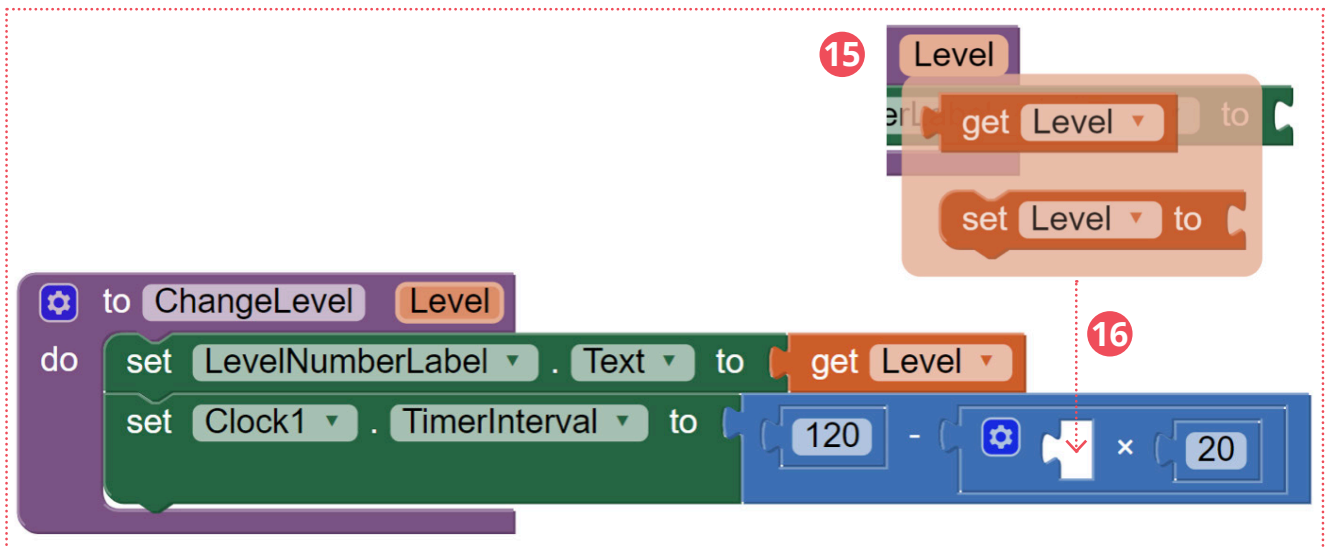 15 Level
get Level to
set Level to
to ChangeLevel Level
16
do set LevelNumberLabel . Text to get Level
set Clock1 . TimerInterval to 120 - × 20